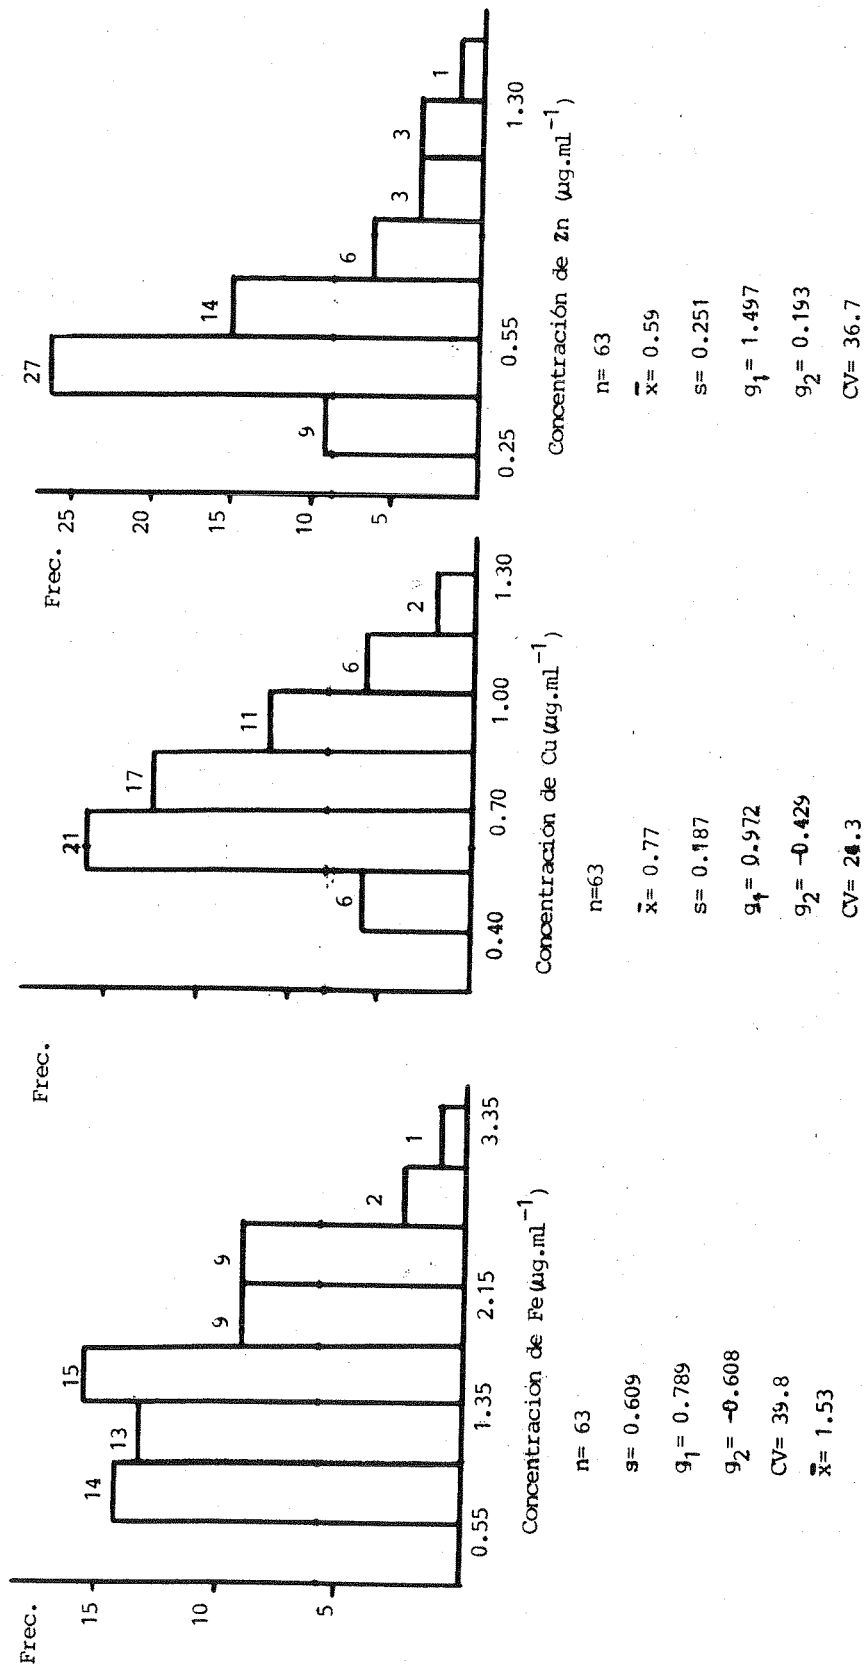 Frec.
15
10
5
14
13
15
9
9
2
1
0.55
1.35
2.15
3.35
Concentración de Fe(µg.ml⁻¹)
n= 63
s= 0.609
g₁= 0.789
g₂= -0.608
CV= 39.8
x̄= 1.53
Frec.
6
21
17
11
6
2
0.40
0.70
1.00
1.30
Concentración de Cu(µg.ml⁻¹)
n=63
x̄= 0.77
s= 0.187
g₁= 0.972
g₂= -0.429
CV= 24.3
Frec.
25
20
15
10
5
9
27
14
6
3
3
1
0.25
0.55
1.30
Concentración de Zn (µg.ml⁻¹)
n= 63
x̄= 0.59
s= 0.251
g₁= 1.497
g₂= 0.193
CV= 36.7